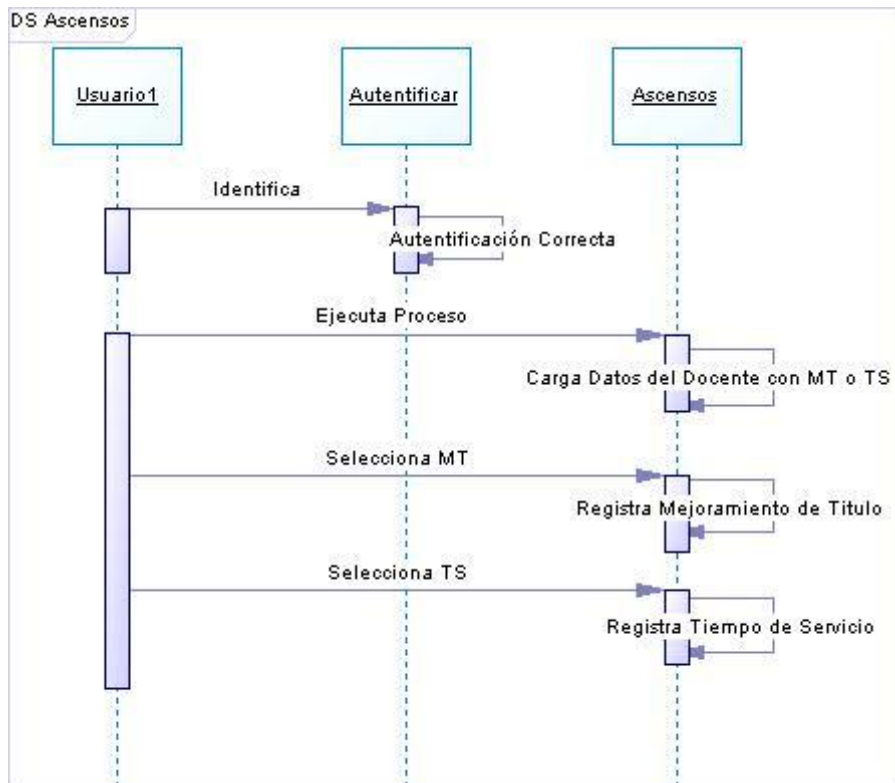 DS Ascensos
Usuario1
Autentificar
Ascensos
Identifica
Autentificación Correcta
Ejecuta Proceso
Carga Datos del Docente con MT o TS
Selecciona MT
Registra Mejoramiento de Titulo
Selecciona TS
Registra Tiempo de Servicio